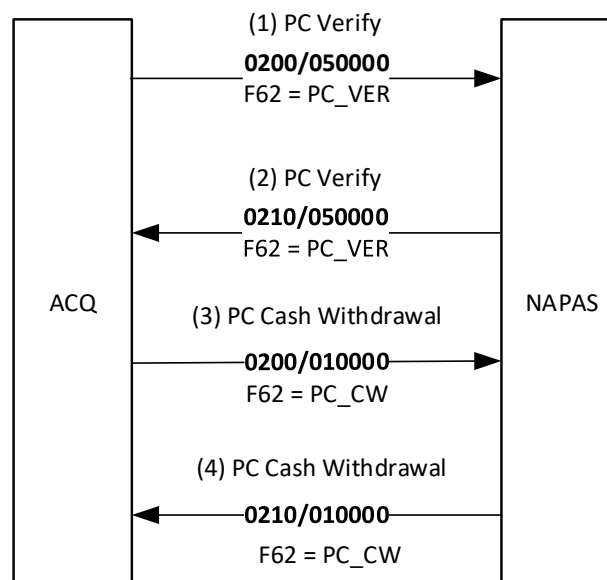 (1) PC Verify
0200/050000
F62 = PC_VER
(2) PC Verify
0210/050000
F62 = PC_VER
ACQ
NAPAS
(3) PC Cash Withdrawal
0200/010000
F62 = PC_CW
(4) PC Cash Withdrawal
0210/010000
F62 = PC_CW